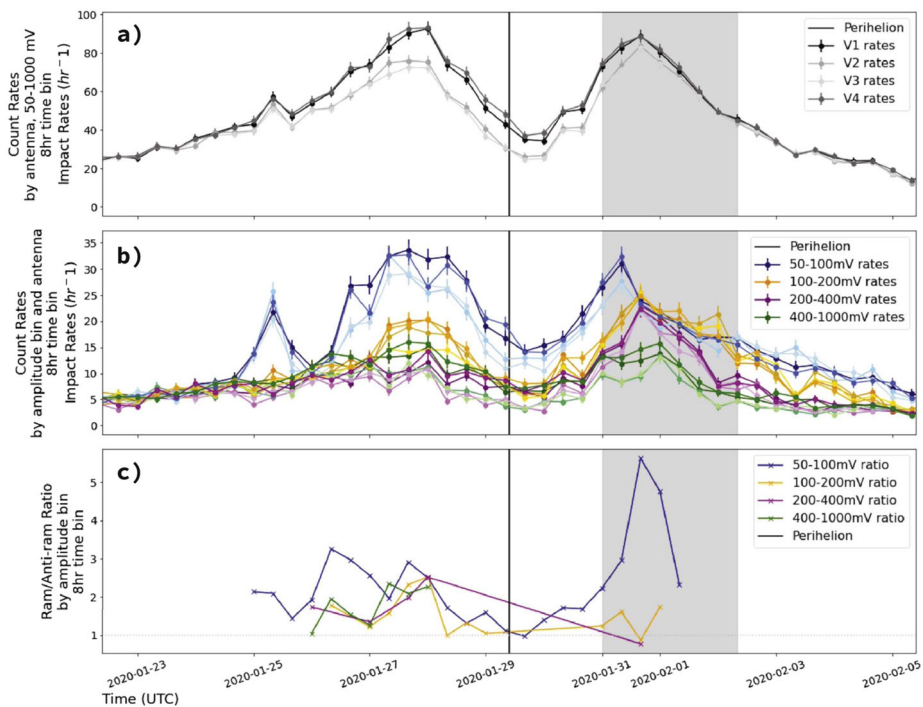 a)
Count Rates
by antenna, 50-1000 mV
8hr time bin
Impact Rates (hr⁻1)
100
80
60
40
20
0
Perihelion
V1 rates
V2 rates
V3 rates
V4 rates
b)
Count Rates
by amplitude bin and antenna
8hr time bin
Impact Rates (hr⁻1)
35
30
25
20
15
10
5
0
Perihelion
50-100mV rates
100-200mV rates
200-400mV rates
400-1000mV rates
c)
Ram/Anti-ram Ratio
by amplitude bin
8hr time bin
5
4
3
2
1
50-100mV ratio
100-200mV ratio
200-400mV ratio
400-1000mV ratio
Perihelion
2020-01-23
2020-01-25
2020-01-27
2020-01-29
2020-01-31
2020-02-01
2020-02-03
2020-02-05
Time (UTC)